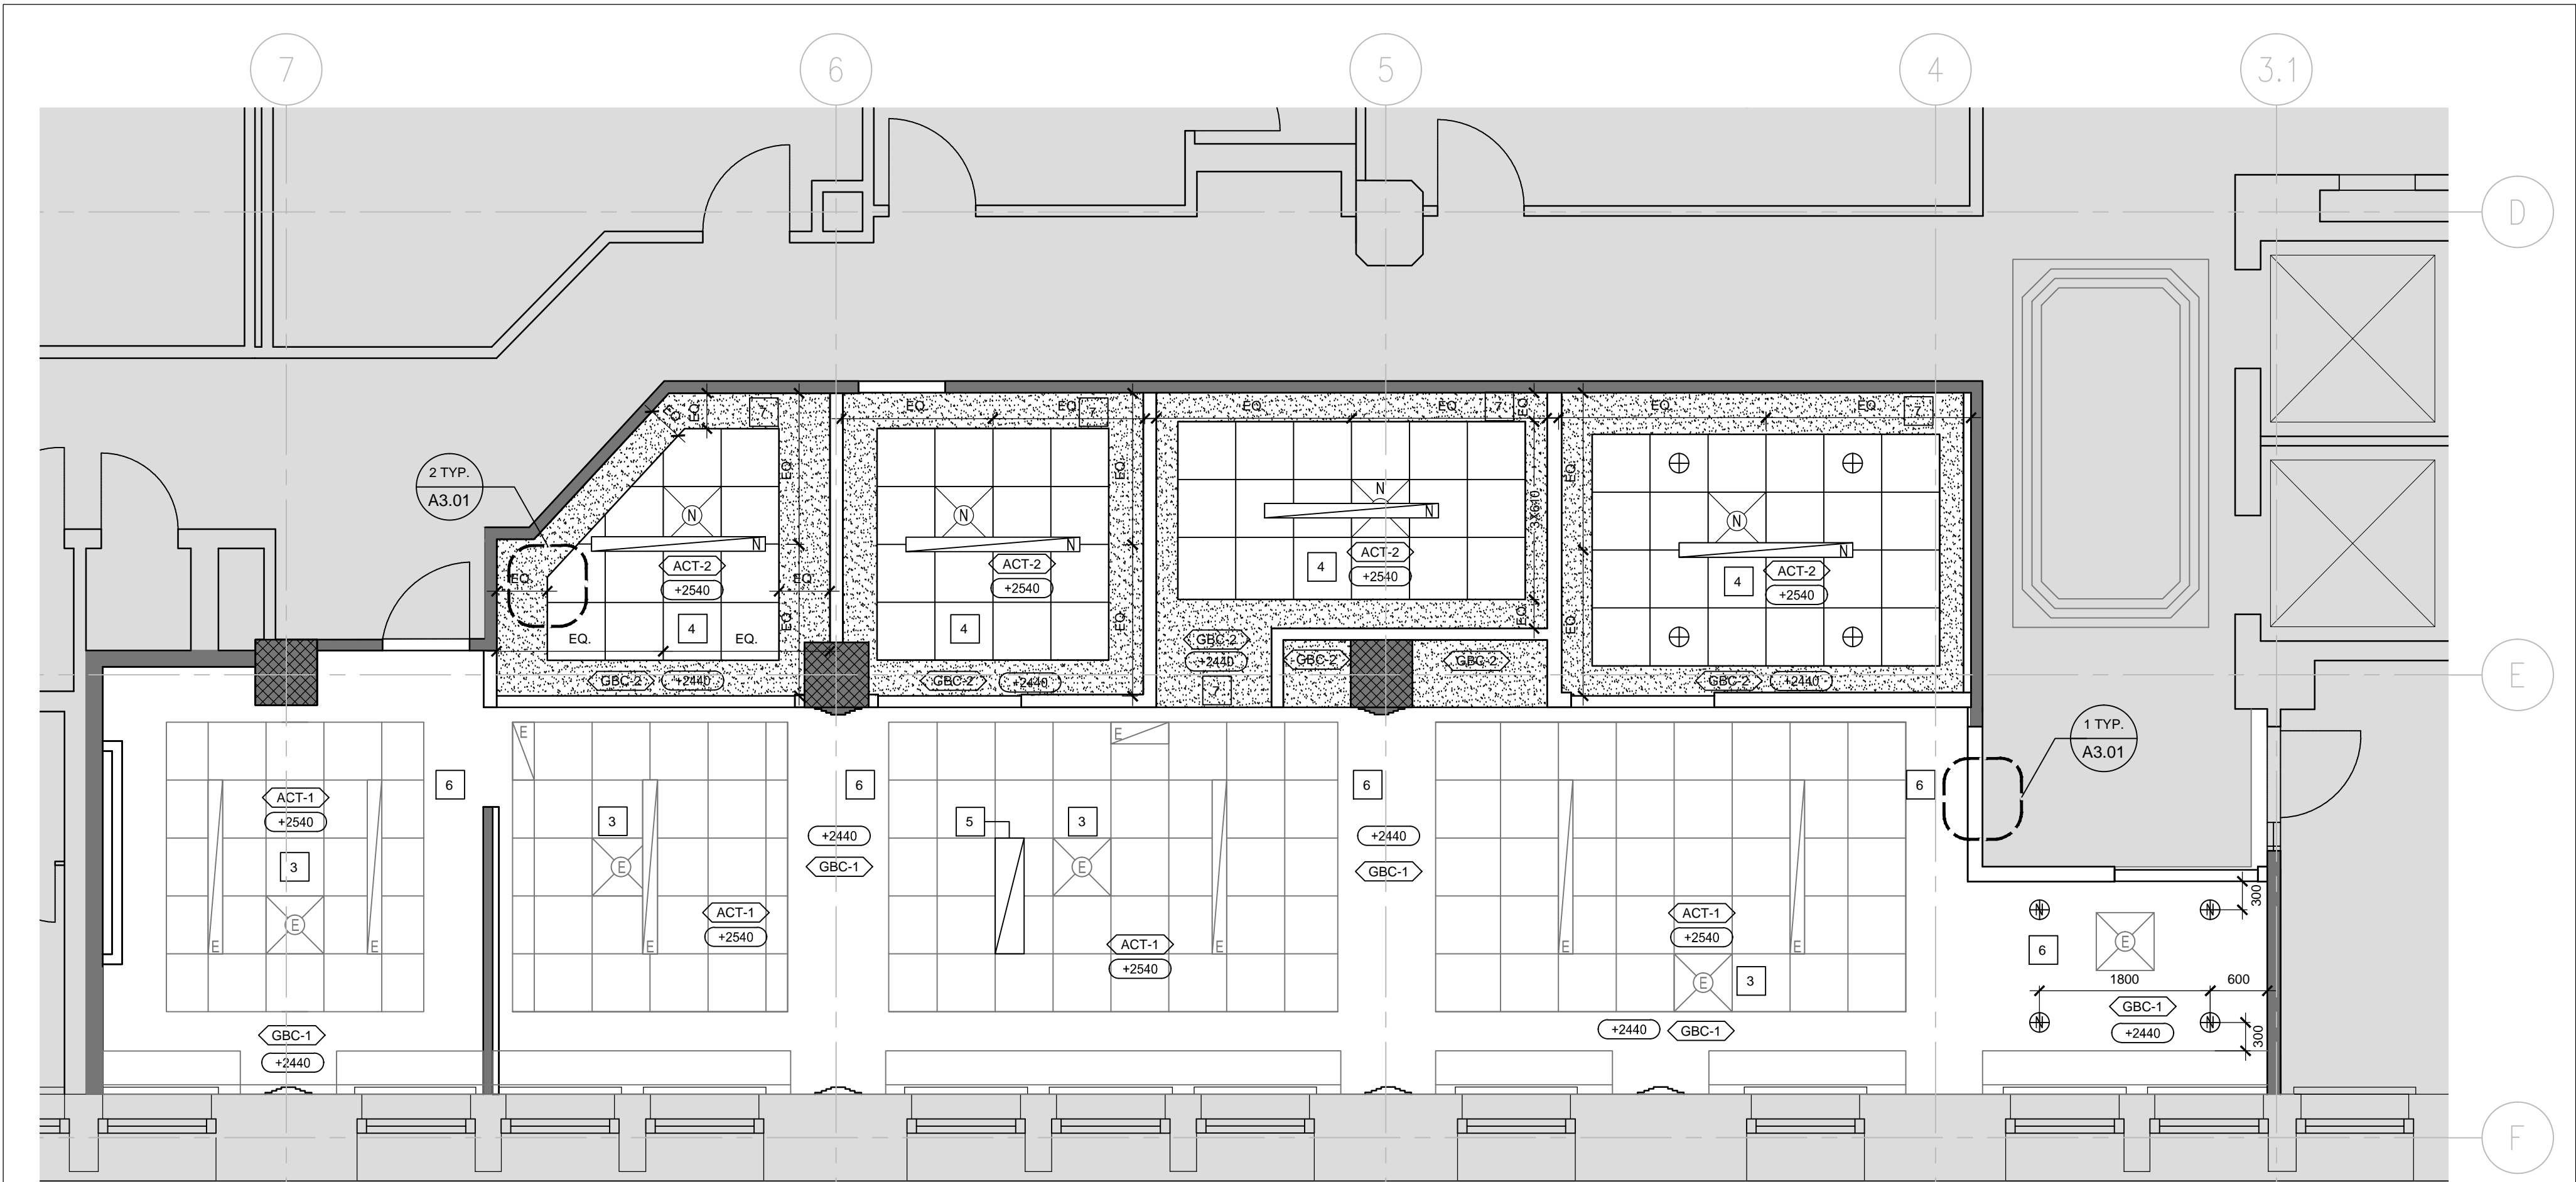 7 6 5 4 3.1
D
EQ. EQ. 7 EQ. EQ. 7 EQ. EQ. 7 EQ. EQ. EQ. 7
2 TYP.
A3.01
EQ. EQ. EQ.
N N N N
3X610
N N N N
ACT-2 ACT-2 ACT-2 ACT-2
+2540 +2540 +2540 +2540
4 4 4 4
EQ. EQ. EQ. EQ. EQ. EQ. EQ.
EQ. EQ.
GBC-2 +2440 GBC-2 +2440 GBC-2 +2440 7 GBC-2 GBC-2 GBC-2 +2440
E
1 TYP.
A3.01
E E
6 6 6 6
ACT-1
+2540
3 3 5 3
+2440 +2440
GBC-1 GBC-1
3
E E E
ACT-1
+2540
ACT-1
+2540
ACT-1
+2540
E E E E E E
E 3
300
N N
6 E
1800 600
GBC-1
+2440
N N
300
GBC-1
+2440
+2440 GBC-1
F